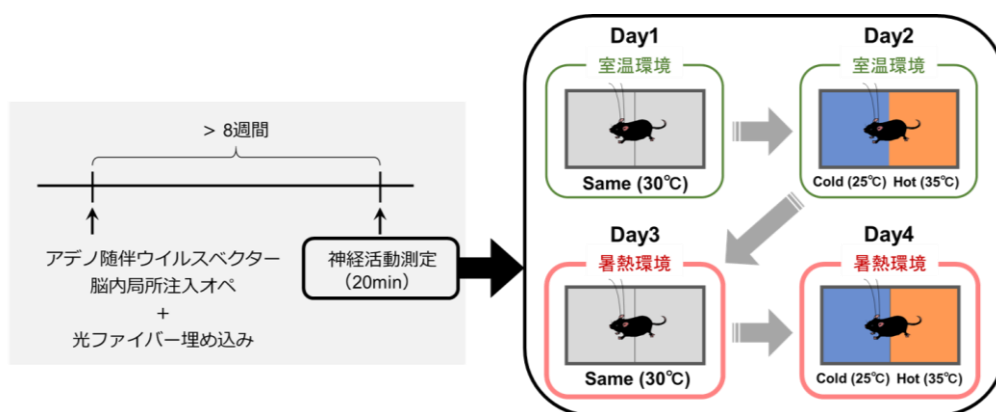 > 8週間
アデノ随伴ウイルスベクター
脳内局所注入オペ
+
光ファイバー埋め込み
神経活動測定
(20min)
Day1
室温環境
Same (30℃)
Day2
室温環境
Cold (25℃) Hot (35℃)
Day3
暑熱環境
Same (30℃)
Day4
暑熱環境
Cold (25℃) Hot (35℃)